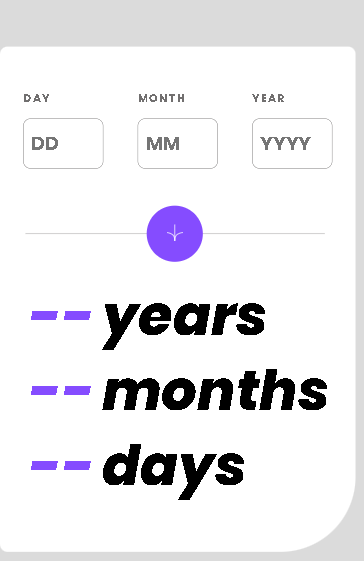 DAY MONTH YEAR
DD MM YYYY
-- years
-- months
-- days